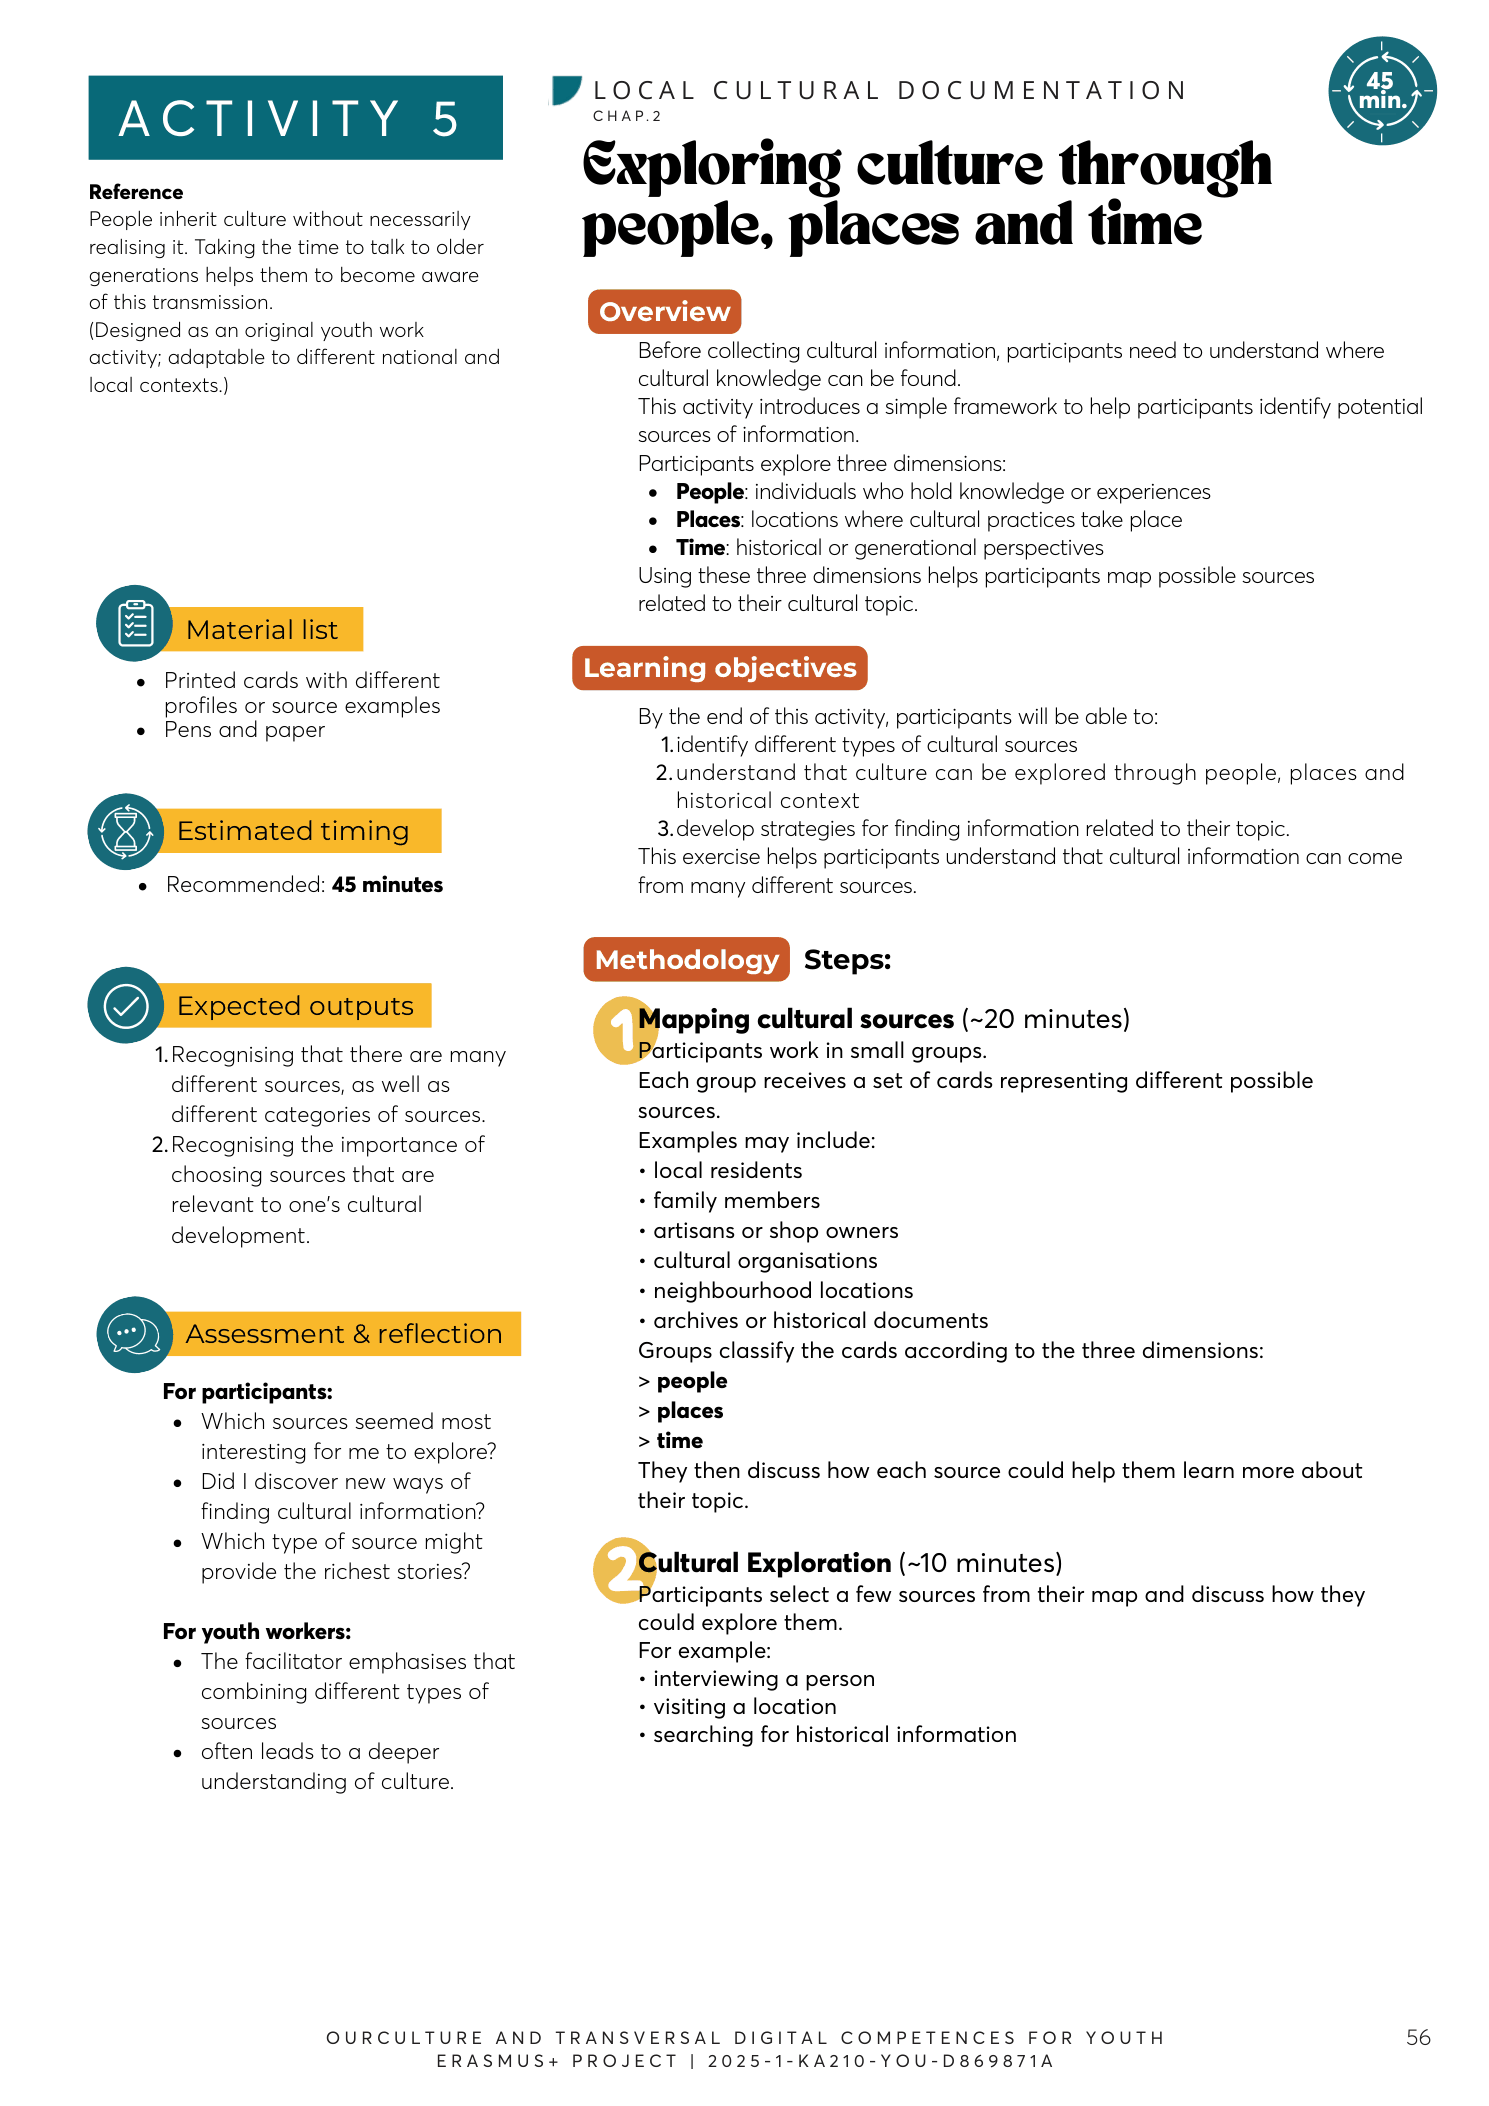 ACTIVITY 5
Reference
People inherit culture without necessarily
realising it. Taking the time to talk to older
generations helps them to become aware
of this transmission.
(Designed as an original youth work
activity; adaptable to different national and
local contexts.)
Material list
• Printed cards with different
profiles or source examples
• Pens and paper
Estimated timing
• Recommended: 45 minutes
Expected outputs
1. Recognising that there are many
different sources, as well as
different categories of sources.
2. Recognising the importance of
choosing sources that are
relevant to one's cultural
development.
Assessment & reflection
For participants:
• Which sources seemed most
interesting for me to explore?
• Did I discover new ways of
finding cultural information?
• Which type of source might
provide the richest stories?
For youth workers:
• The facilitator emphasises that
combining different types of
sources
• often leads to a deeper
understanding of culture.
LOCAL CULTURAL DOCUMENTATION
CHAP.2
45
min.
Exploring culture through
people, places and time
Overview
Before collecting cultural information, participants need to understand where
cultural knowledge can be found.
This activity introduces a simple framework to help participants identify potential
sources of information.
Participants explore three dimensions:
• People: individuals who hold knowledge or experiences
• Places: locations where cultural practices take place
• Time: historical or generational perspectives
Using these three dimensions helps participants map possible sources
related to their cultural topic.
Learning objectives
By the end of this activity, participants will be able to:
1. identify different types of cultural sources
2. understand that culture can be explored through people, places and
historical context
3. develop strategies for finding information related to their topic.
This exercise helps participants understand that cultural information can come
from many different sources.
Methodology Steps:
1 Mapping cultural sources (~20 minutes)
Participants work in small groups.
Each group receives a set of cards representing different possible
sources.
Examples may include:
• local residents
• family members
• artisans or shop owners
• cultural organisations
• neighbourhood locations
• archives or historical documents
Groups classify the cards according to the three dimensions:
> people
> places
> time
They then discuss how each source could help them learn more about
their topic.
2 Cultural Exploration (~10 minutes)
Participants select a few sources from their map and discuss how they
could explore them.
For example:
• interviewing a person
• visiting a location
• searching for historical information
OURCULTURE AND TRANSVERSAL DIGITAL COMPETENCES FOR YOUTH
ERASMUS+ PROJECT | 2025-1-KA210-YOU-D869871A
56